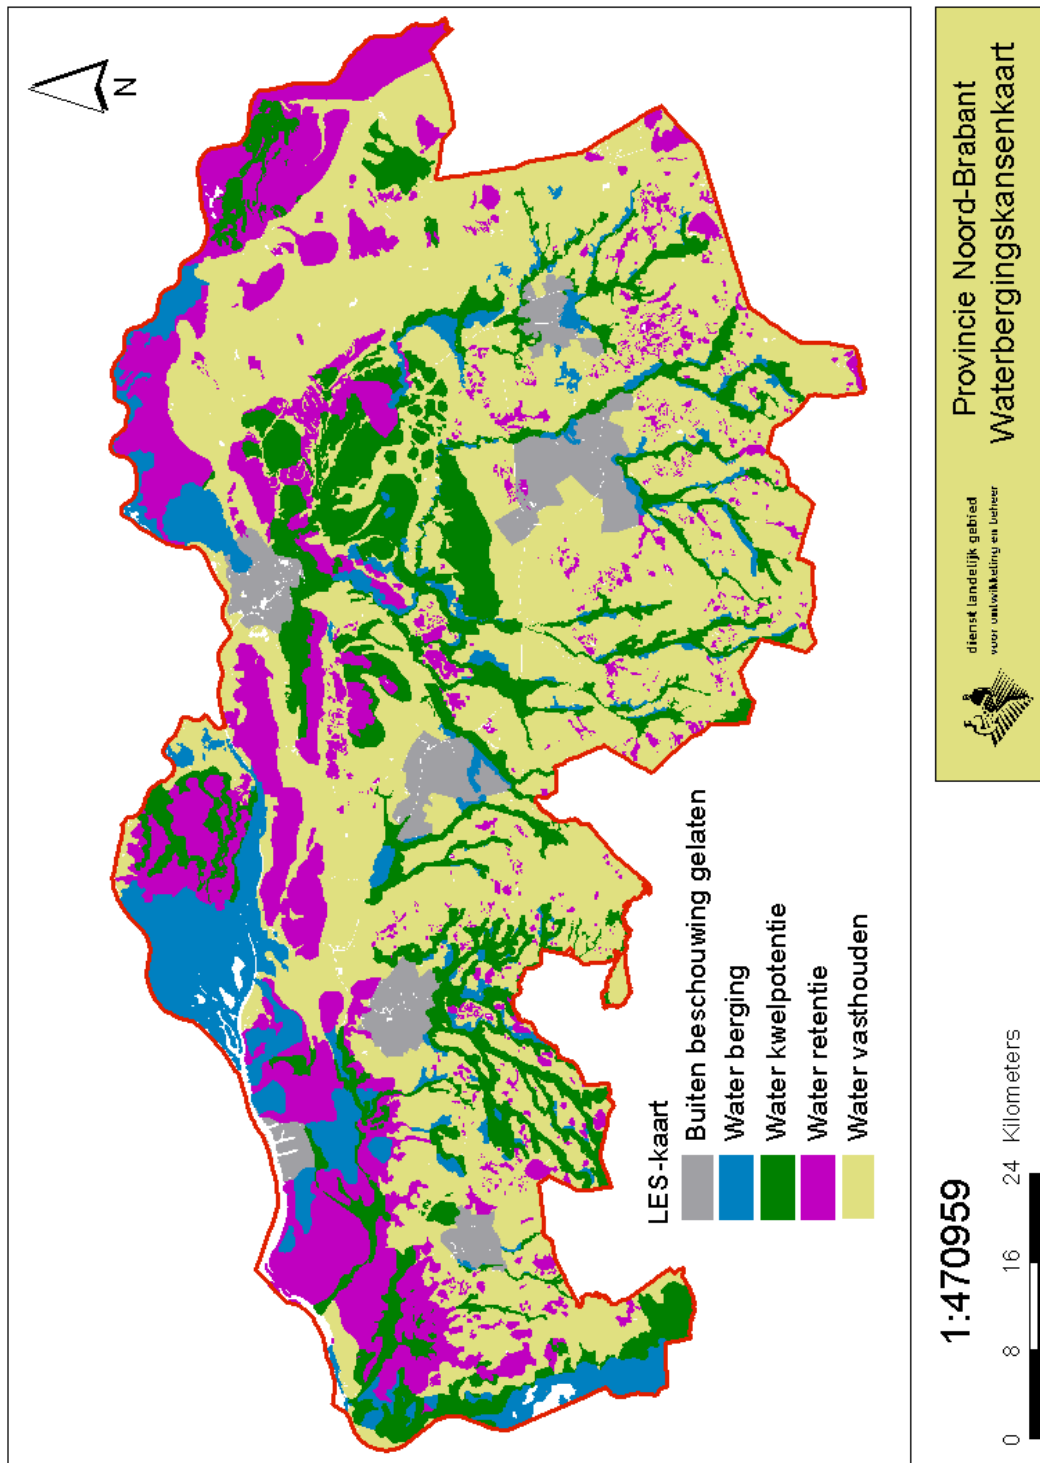 N
LES-kaart
Buiten beschouwing gelaten
Water berging
Water kwelpotentie
Water retentie
Water vasthouden
1:470959
0 8 16 24 Kilometers
dienst landelijk gebied
voor ontwikkeling en beheer
Provincie Noord-Brabant
Waterbergingskansenkaart